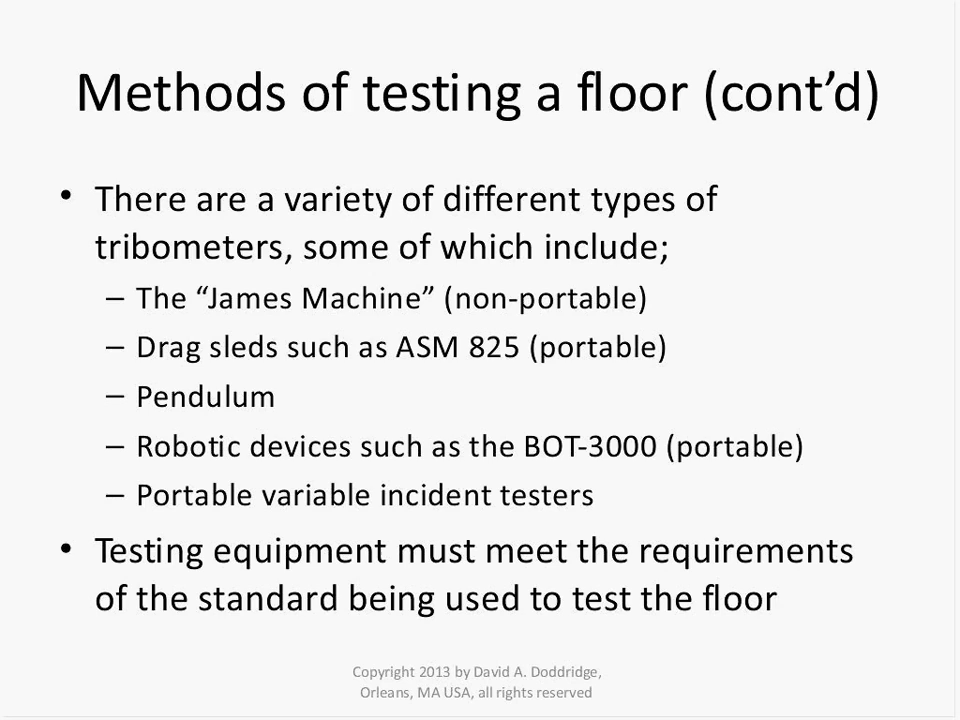 Methods of testing a floor (cont’d)
• There are a variety of different types of
tribometers, some of which include;
– The “James Machine” (non-portable)
– Drag sleds such as ASM 825 (portable)
– Pendulum
– Robotic devices such as the BOT-3000 (portable)
– Portable variable incident testers
• Testing equipment must meet the requirements
of the standard being used to test the floor
Copyright 2013 by David A. Doddridge,
Orleans, MA USA, all rights reserved